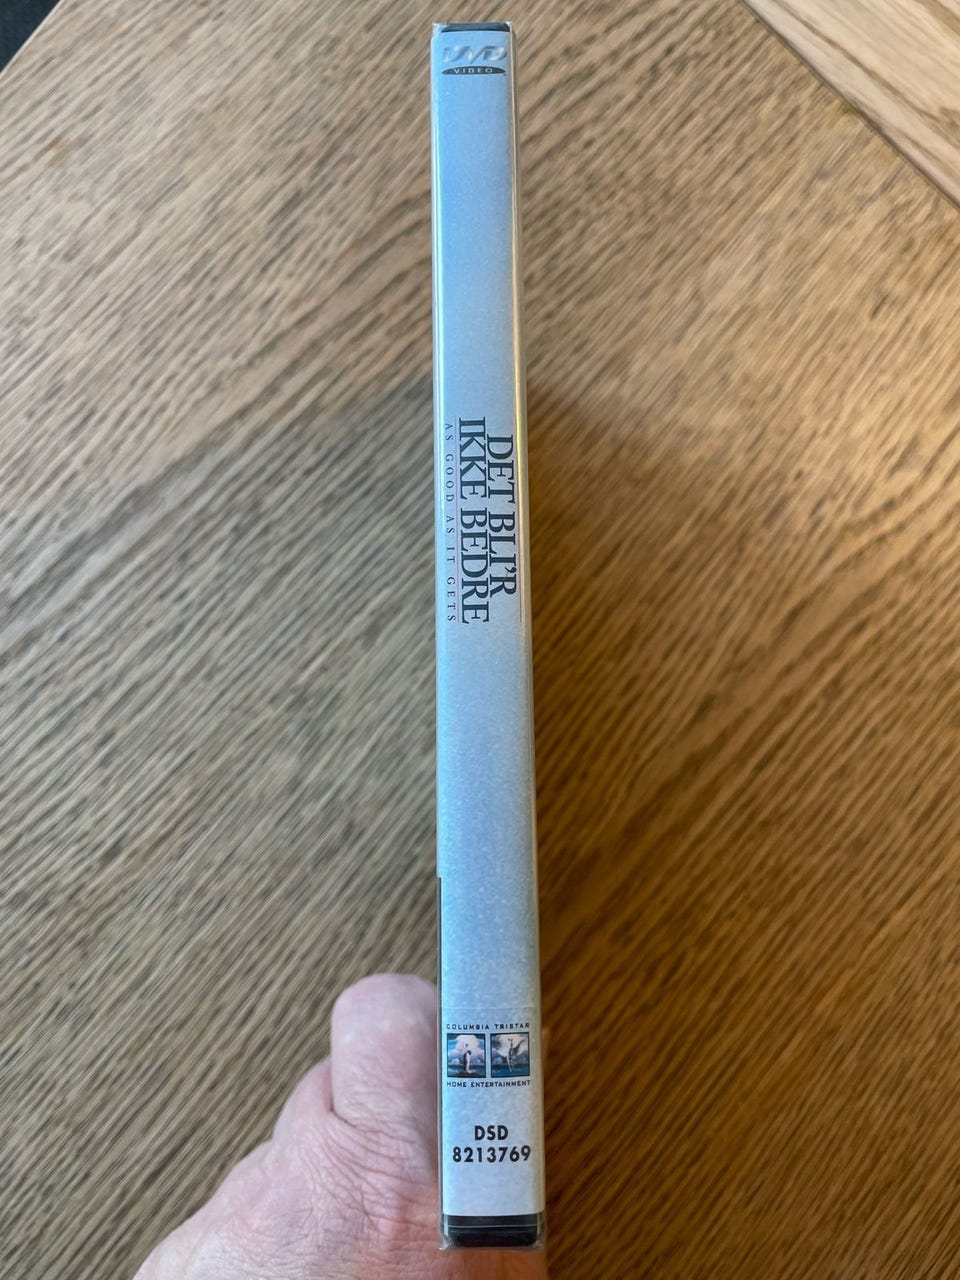 DVD
VIDEO
DET BLI'R
IKKE BEDRE
AS GOOD AS IT GETS
COLUMBIA TRISTAR
HOME ENTERTAINMENT
DSD
8213769